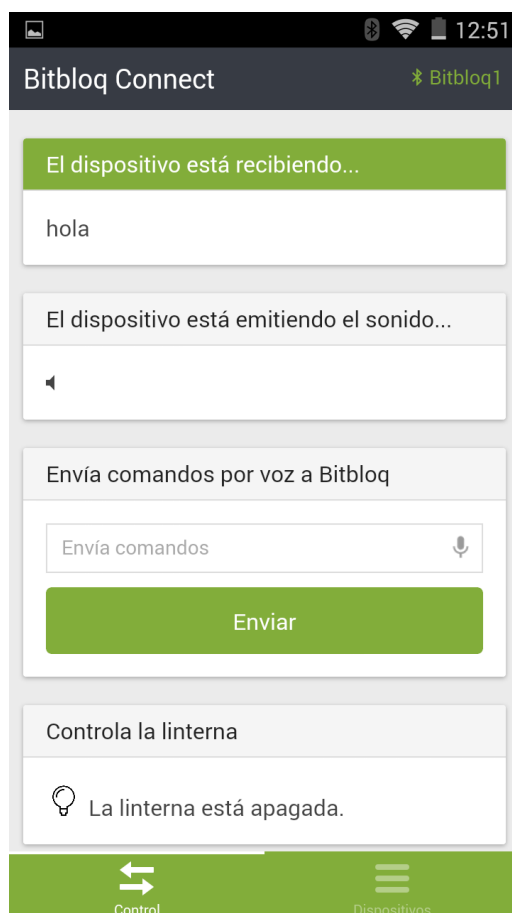 12:51
Bitbloq Connect
Bitbloq1
El dispositivo está recibiendo...
hola
El dispositivo está emitiendo el sonido...
Envía comandos por voz a Bitbloq
Envía comandos
Enviar
Controla la linterna
La linterna está apagada.
Control
Dispositivos